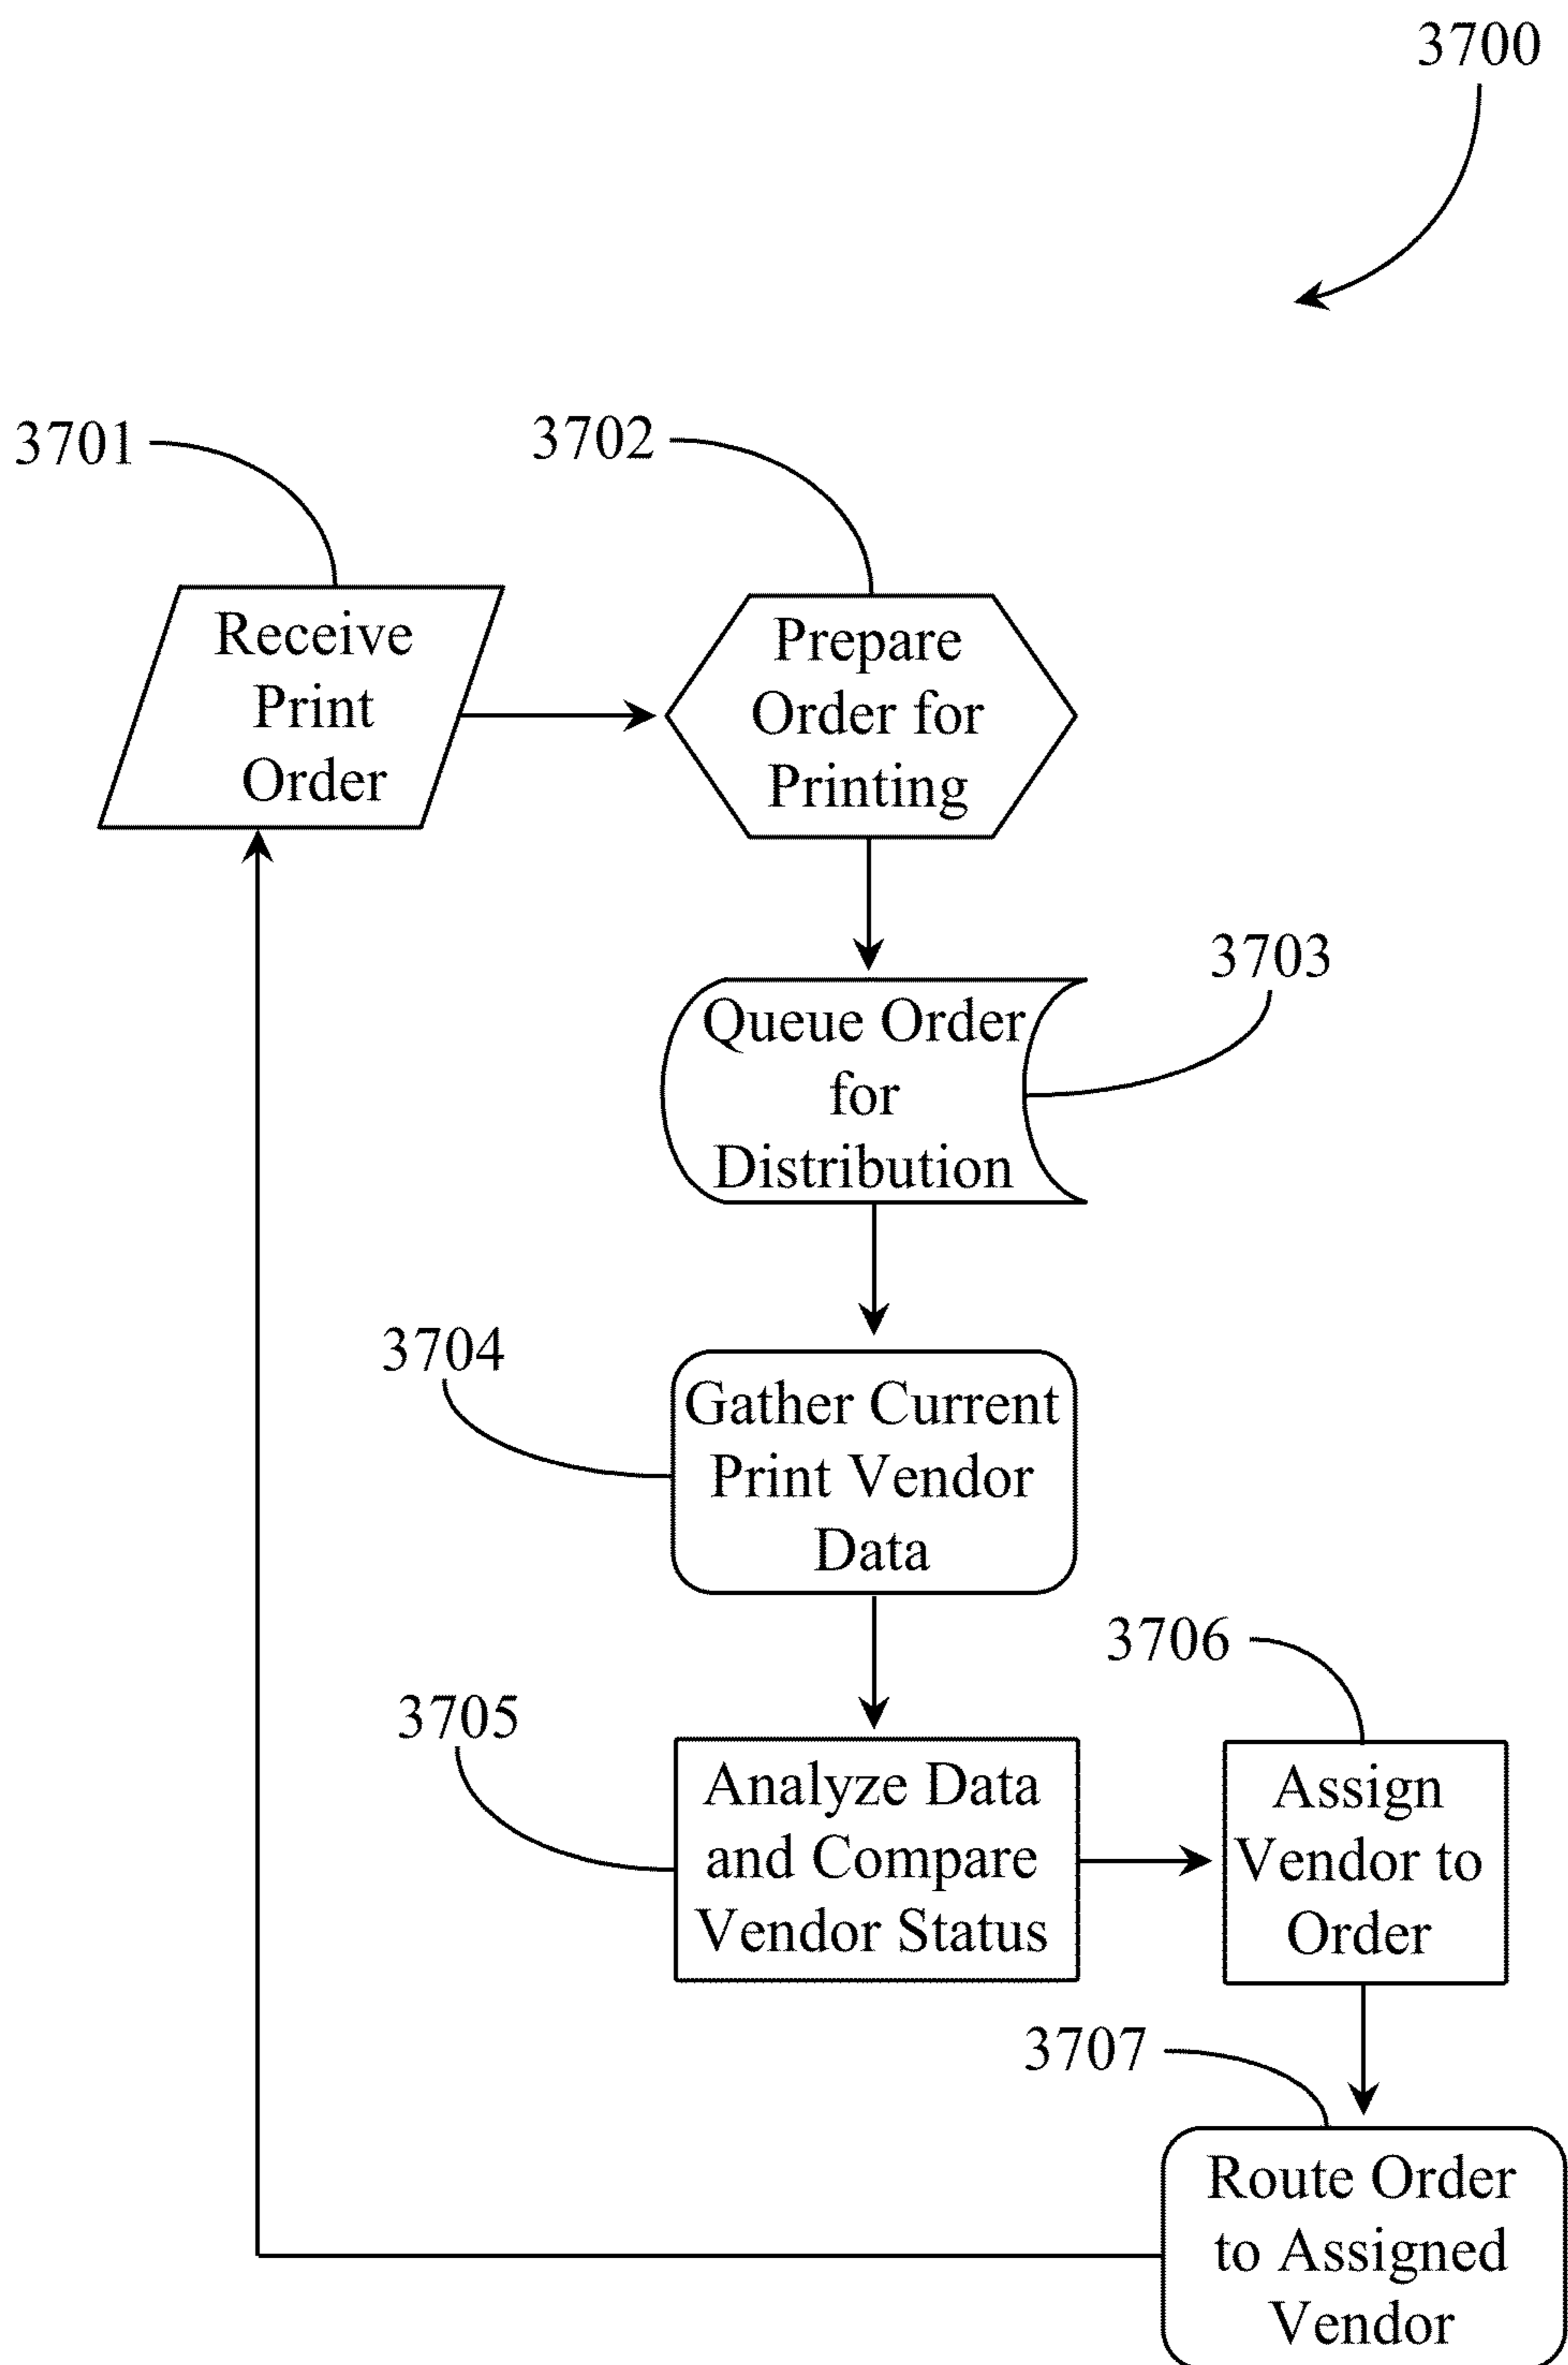 3700
3701
3702
Receive
Print
Order
Prepare
Order for
Printing
3703
Queue Order
for
Distribution
3704
Gather Current
Print Vendor
Data
3705
Analyze Data
and Compare
Vendor Status
3706
Assign
Vendor to
Order
3707
Route Order
to Assigned
Vendor